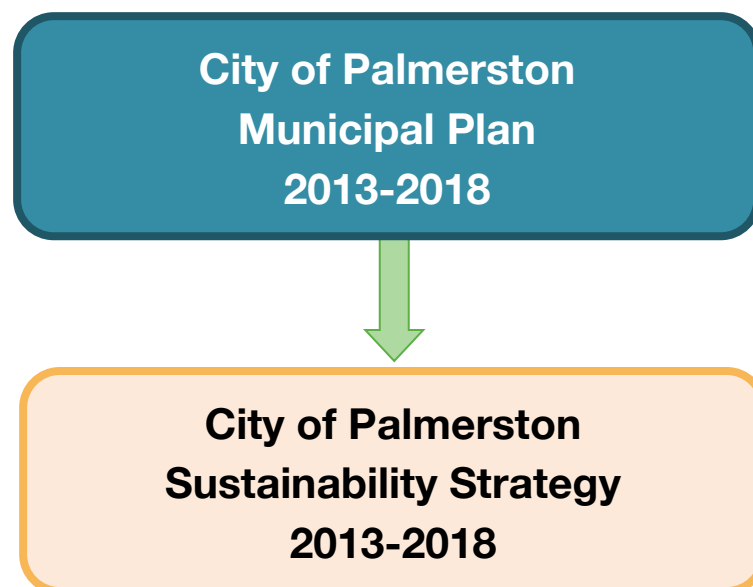 City of Palmerston
Municipal Plan
2013-2018
City of Palmerston
Sustainability Strategy
2013-2018